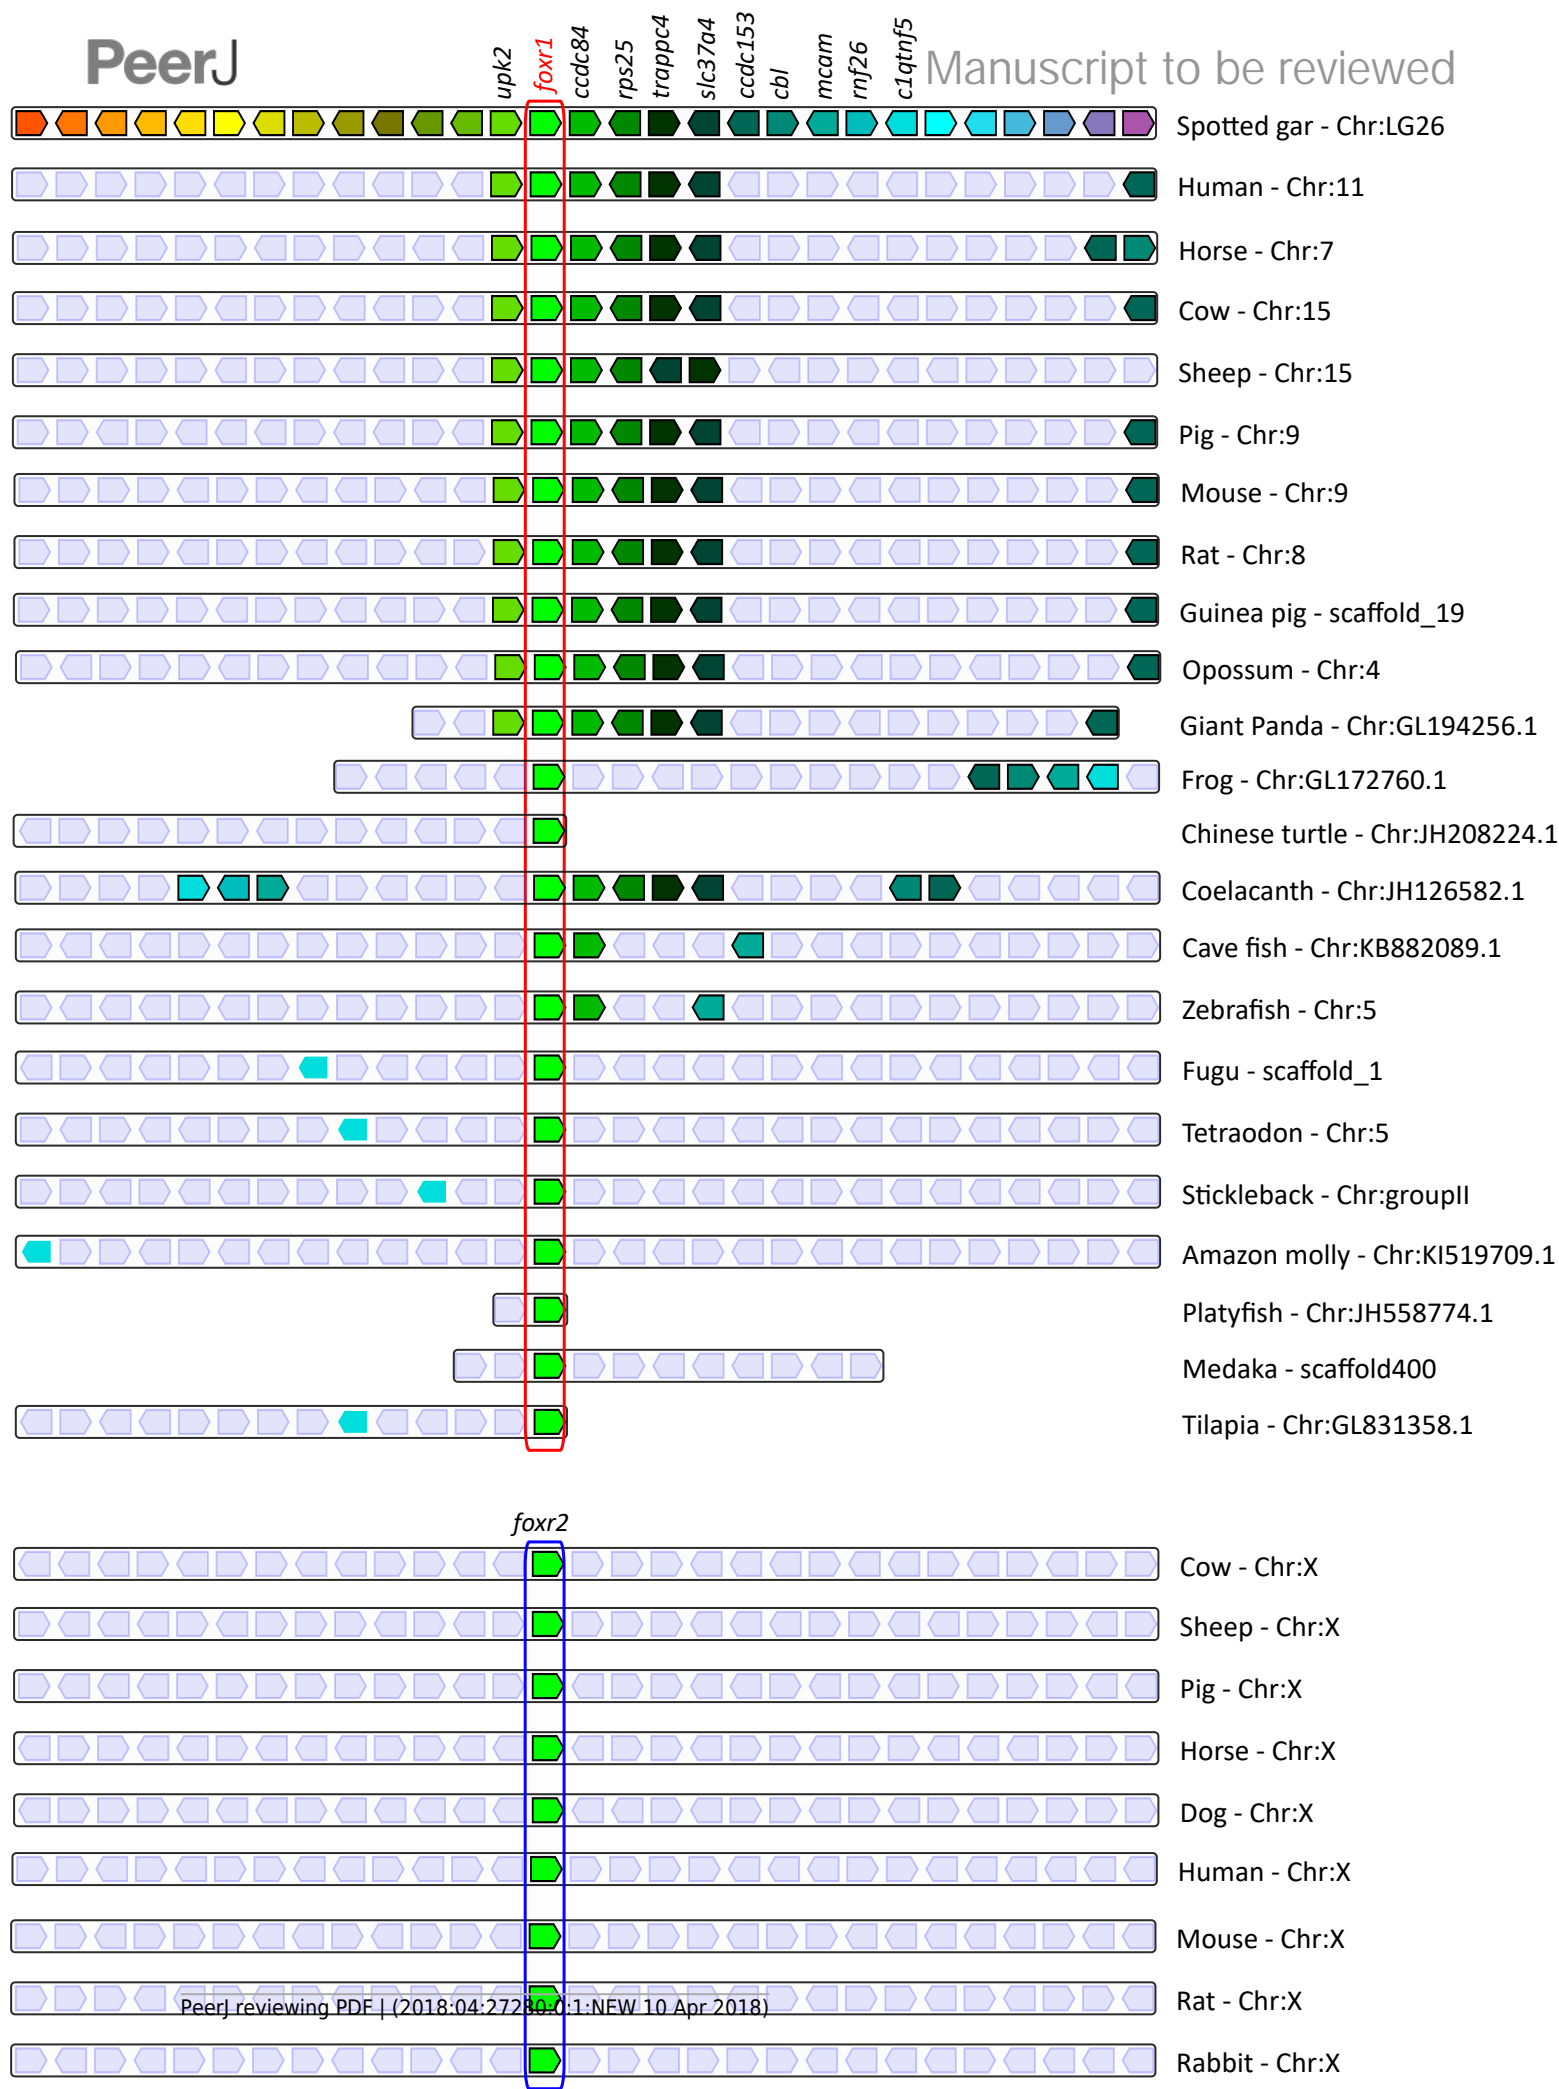 PeerJ
Manuscript to be reviewed
upk2
foxr1
ccdc84
rps25
trappc4
slc37a4
ccdc153
cbl
mcam
rnf26
c1qtnf5
Spotted gar - Chr:LG26
Human - Chr:11
Horse - Chr:7
Cow - Chr:15
Sheep - Chr:15
Pig - Chr:9
Mouse - Chr:9
Rat - Chr:8
Guinea pig - scaffold_19
Opossum - Chr:4
Giant Panda - Chr:GL194256.1
Frog - Chr:GL172760.1
Chinese turtle - Chr:JH208224.1
Coelacanth - Chr:JH126582.1
Cave fish - Chr:KB882089.1
Zebrafish - Chr:5
Fugu - scaffold_1
Tetraodon - Chr:5
Stickleback - Chr:groupII
Amazon molly - Chr:KI519709.1
Platyfish - Chr:JH558774.1
Medaka - scaffold400
Tilapia - Chr:GL831358.1
foxr2
Cow - Chr:X
Sheep - Chr:X
Pig - Chr:X
Horse - Chr:X
Dog - Chr:X
Human - Chr:X
Mouse - Chr:X
Rat - Chr:X
PeerJ reviewing PDF | (2018:04:27230:0:1:NEW 10 Apr 2018)
Rabbit - Chr:X